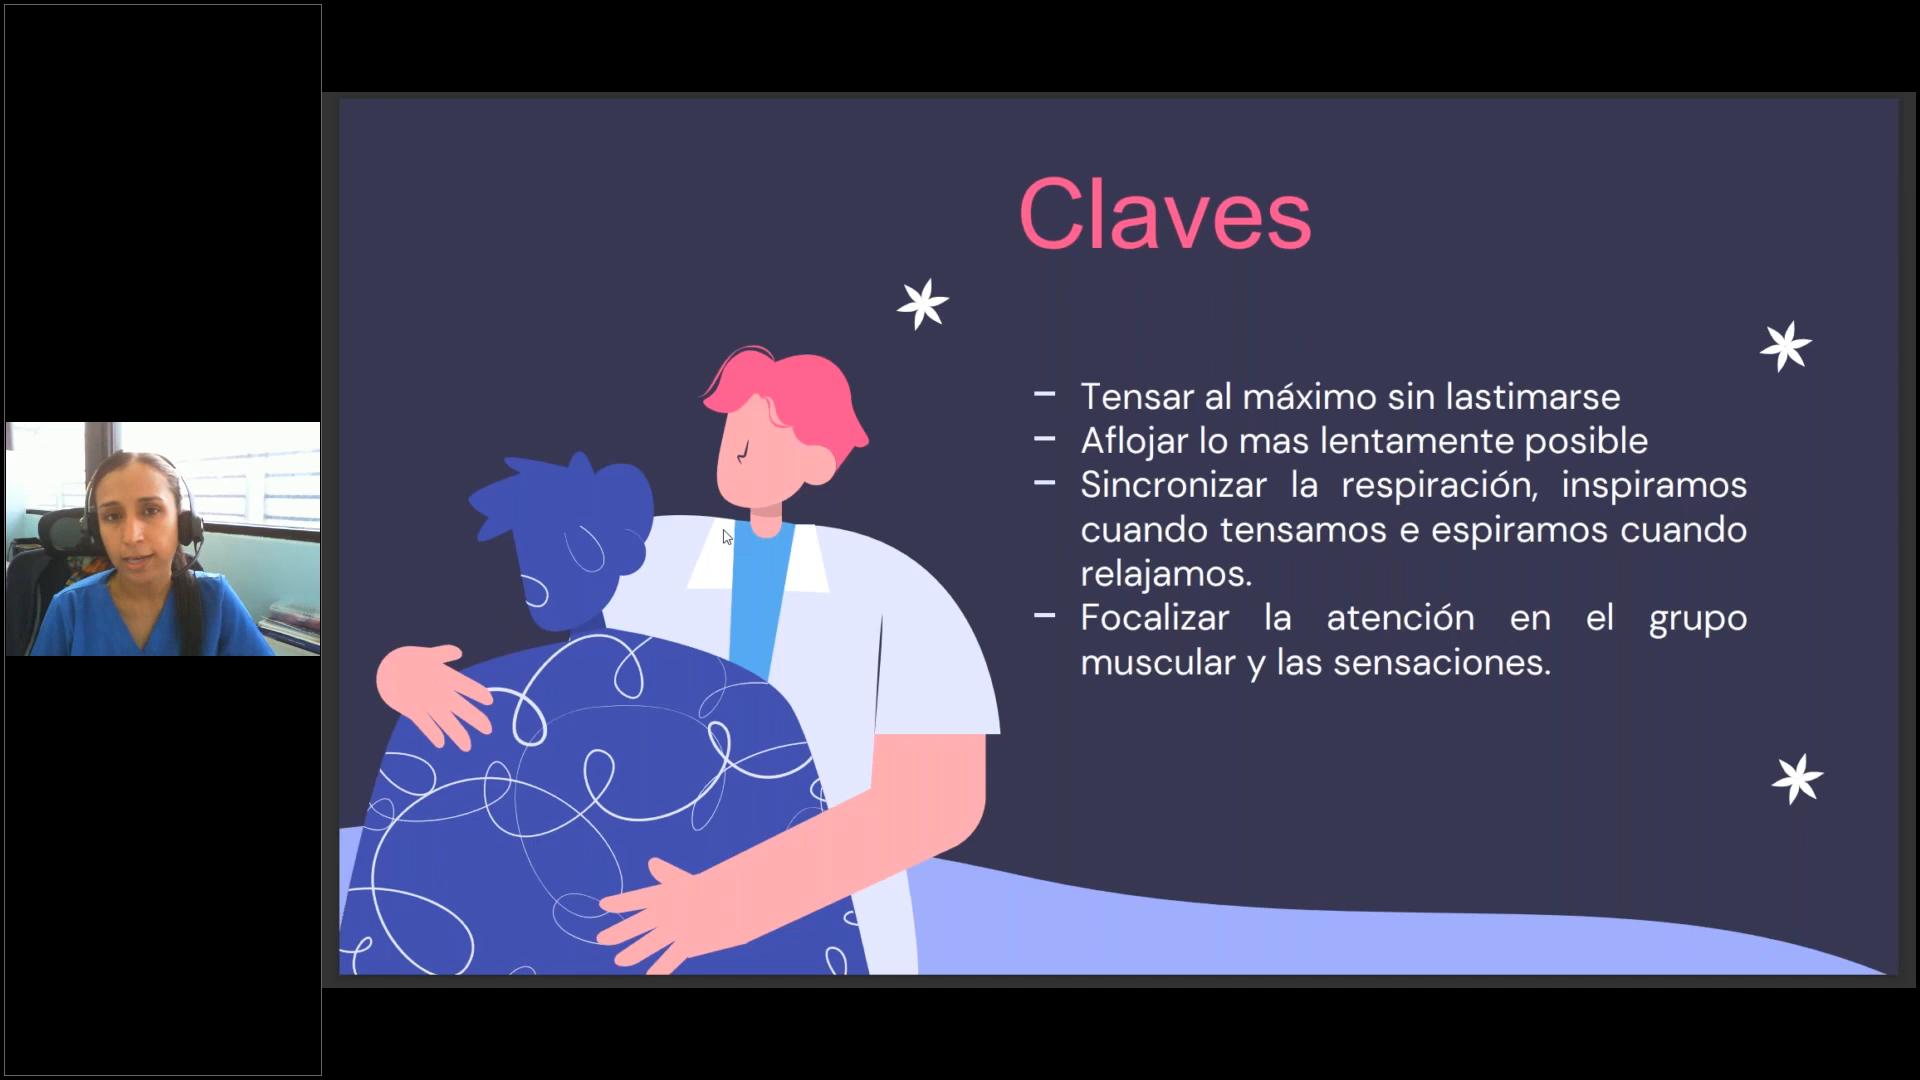 Claves
– Tensar al máximo sin lastimarse
– Aflojar lo mas lentamente posible
– Sincronizar la respiración, inspiramos
cuando tensamos e espiramos cuando
relajamos.
– Focalizar la atención en el grupo
muscular y las sensaciones.